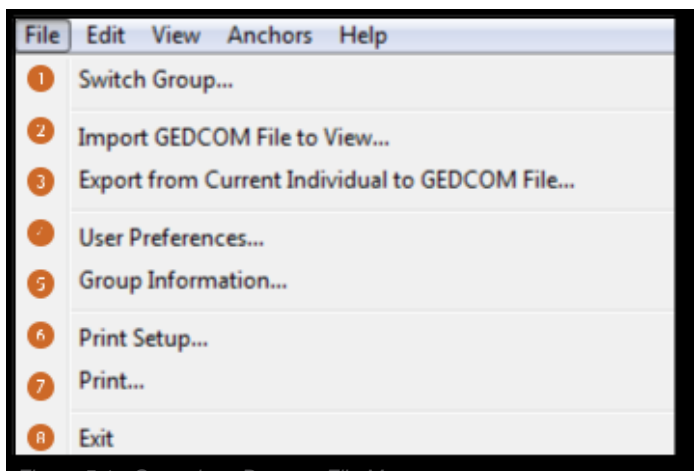 File Edit View Anchors Help
1 Switch Group...
2 Import GEDCOM File to View...
3 Export from Current Individual to GEDCOM File...
4 User Preferences...
5 Group Information...
6 Print Setup...
7 Print...
8 Exit